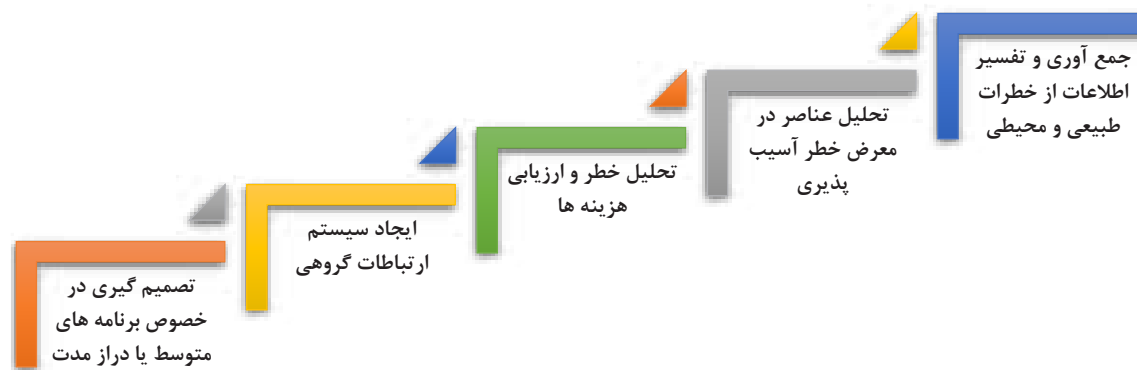 جمع آوری و تفسیر
اطلاعات از خطرات
طبیعی و محیطی
تحلیل عناصر در
معرض خطر آسیب
پذیری
تحلیل خطر و ارزیابی
هزینه ها
ایجاد سیستم
ارتباطات گروهی
تصمیم گیری در
خصوص برنامه های
متوسط یا دراز مدت